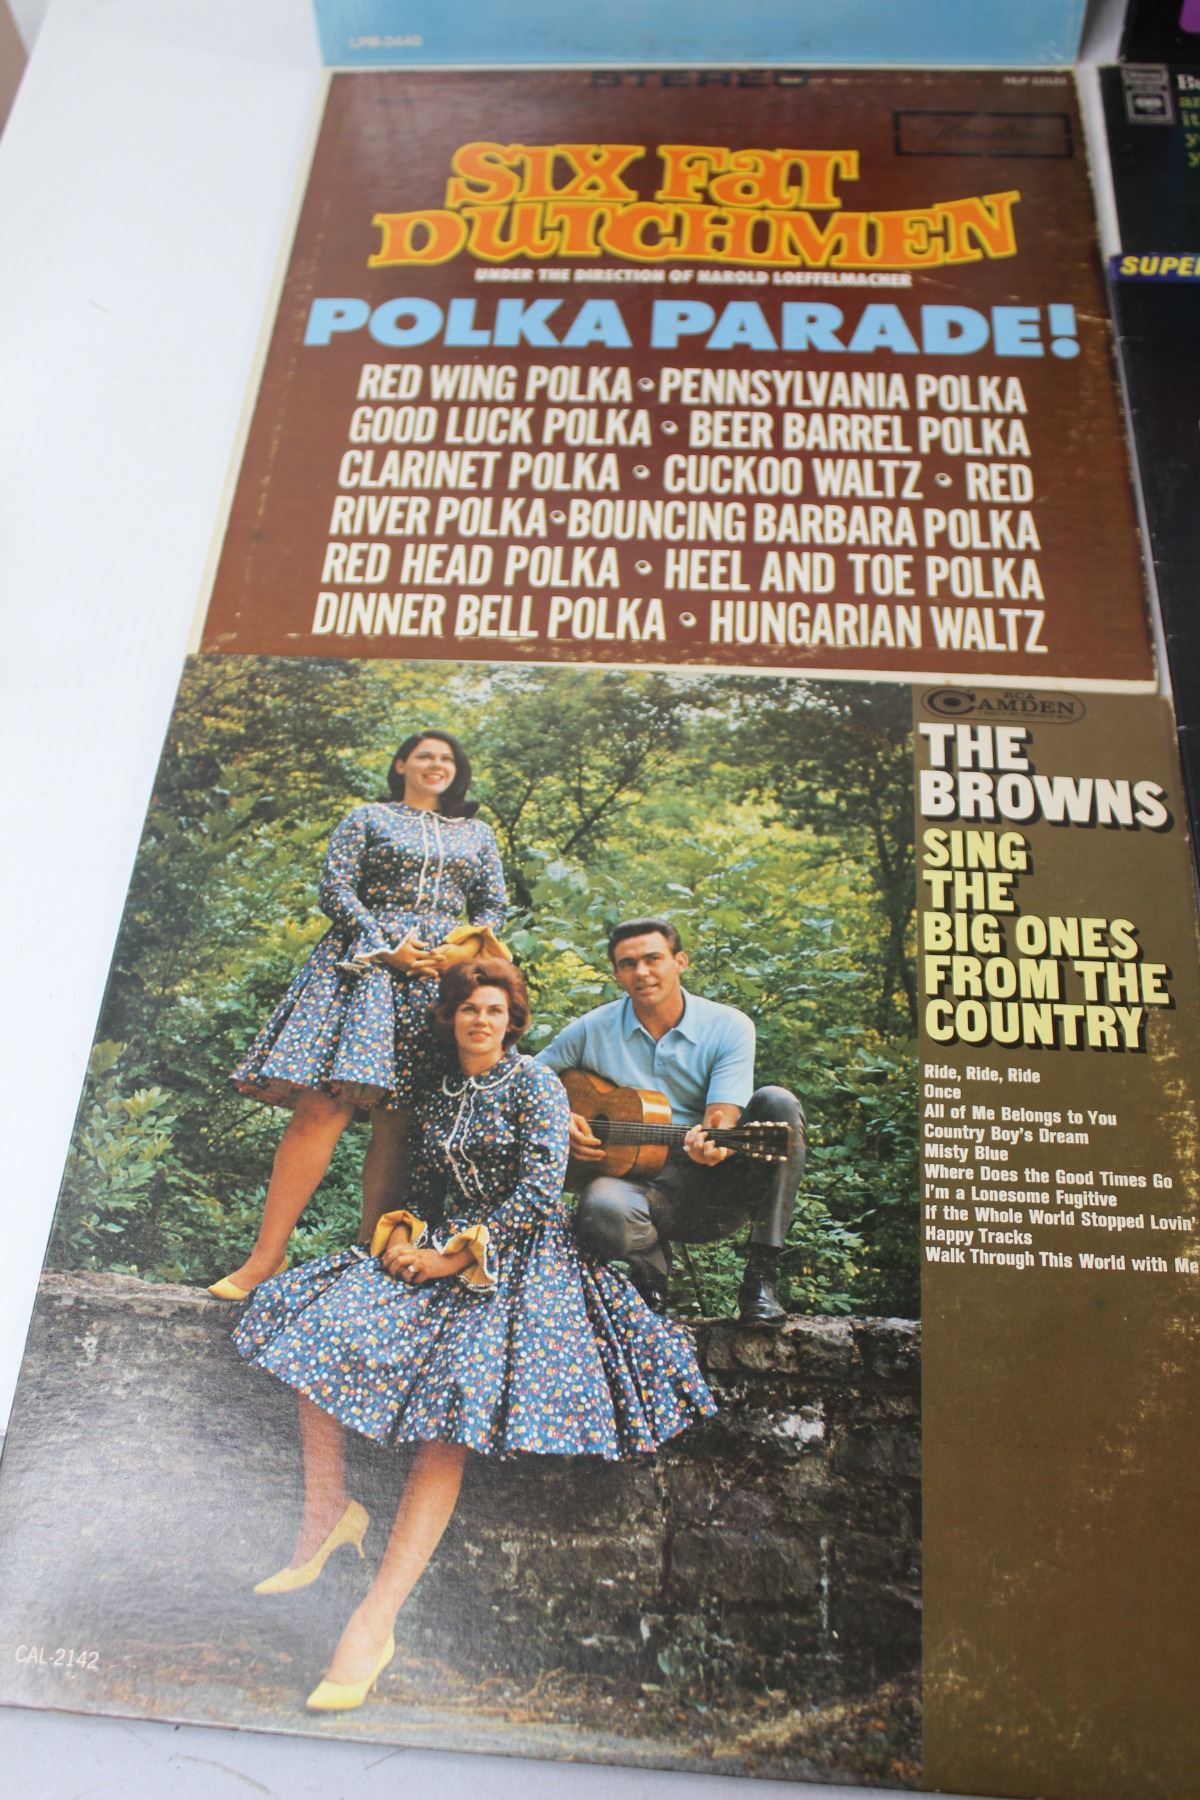 LPM-3440
STEREO
SIX FAT
DUTCHMEN
UNDER THE DIRECTION OF HAROLD LOEFFELMACHER
POLKA PARADE!
RED WING POLKA • PENNSYLVANIA POLKA
GOOD LUCK POLKA • BEER BARREL POLKA
CLARINET POLKA • CUCKOO WALTZ • RED
RIVER POLKA • BOUNCING BARBARA POLKA
RED HEAD POLKA • HEEL AND TOE POLKA
DINNER BELL POLKA • HUNGARIAN WALTZ
SUPER
RCA
CAMDEN
THE
BROWNS
SING
THE
BIG ONES
FROM THE
COUNTRY
Ride, Ride, Ride
Once
All of Me Belongs to You
Country Boy's Dream
Misty Blue
Where Does the Good Times Go
I'm a Lonesome Fugitive
If the Whole World Stopped Lovin'
Happy Tracks
Walk Through This World with Me
CAL-2142